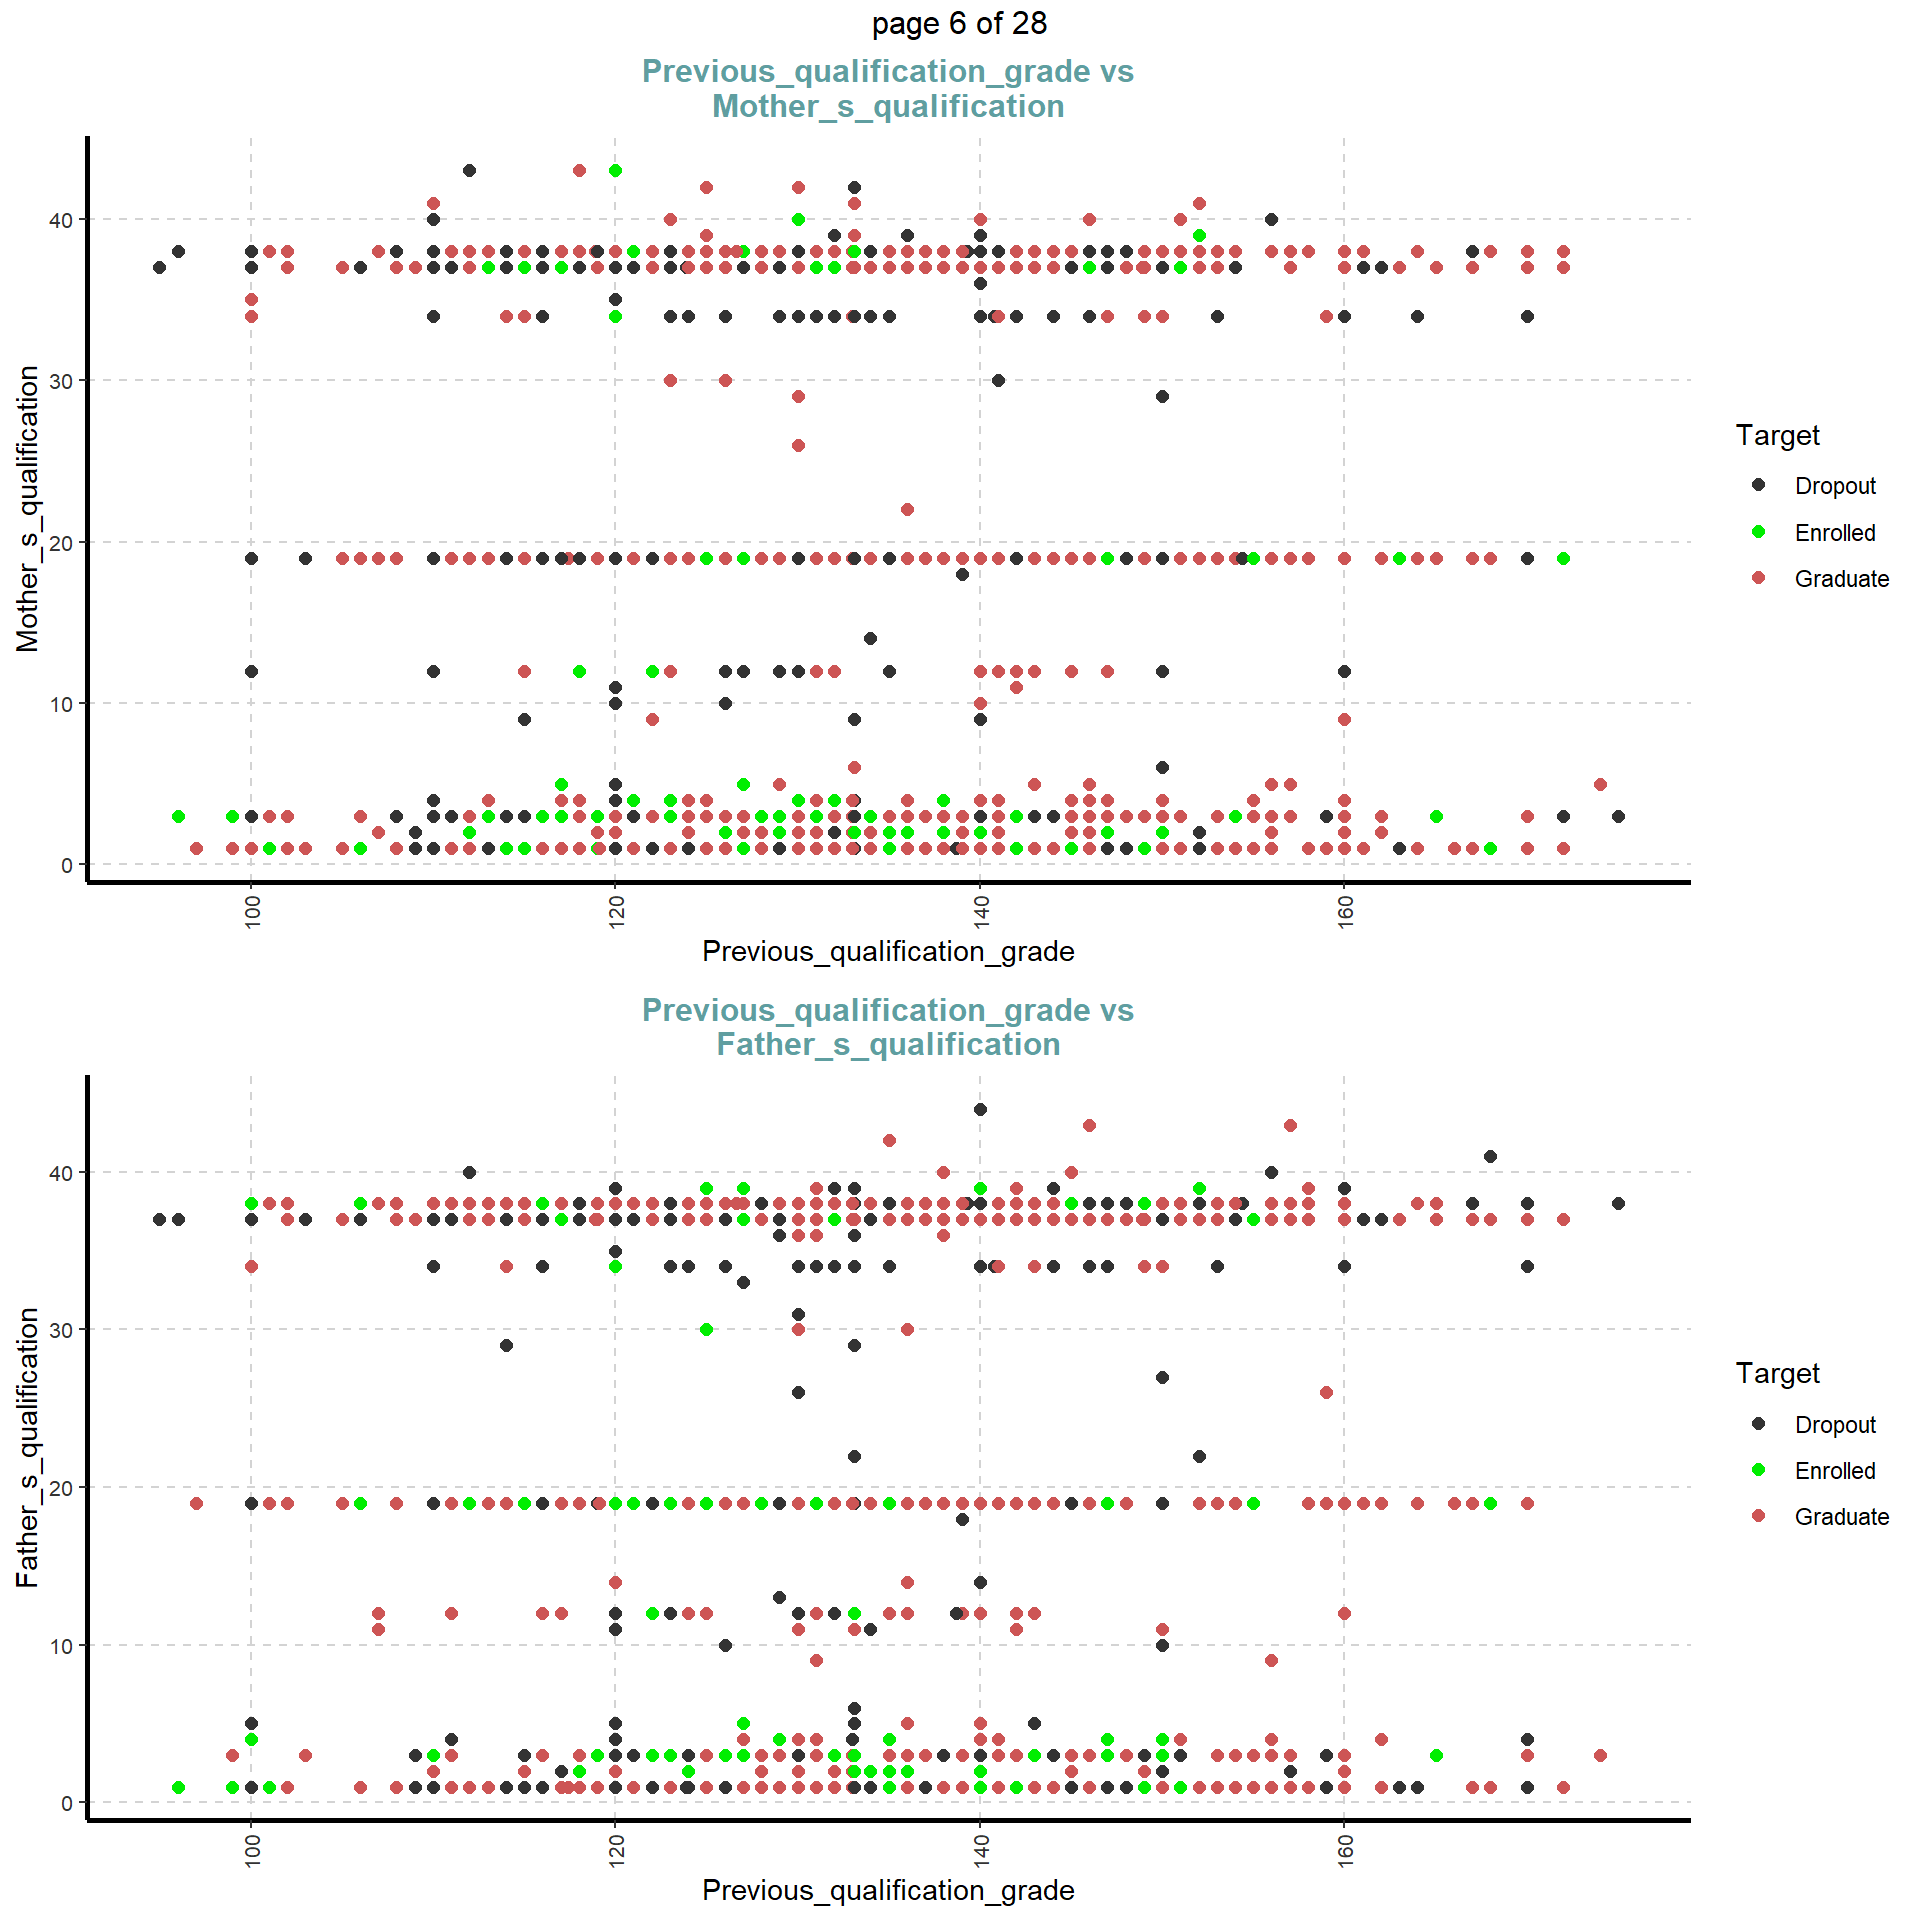 page 6 of 28
Previous_qualification_grade vs
Mother_s_qualification
Mother_s_qualification
40
30
20
10
0
100
120
140
160
Previous_qualification_grade
Target
Dropout
Enrolled
Graduate
Previous_qualification_grade vs
Father_s_qualification
Father_s_qualification
40
30
20
10
0
100
120
140
160
Previous_qualification_grade
Target
Dropout
Enrolled
Graduate